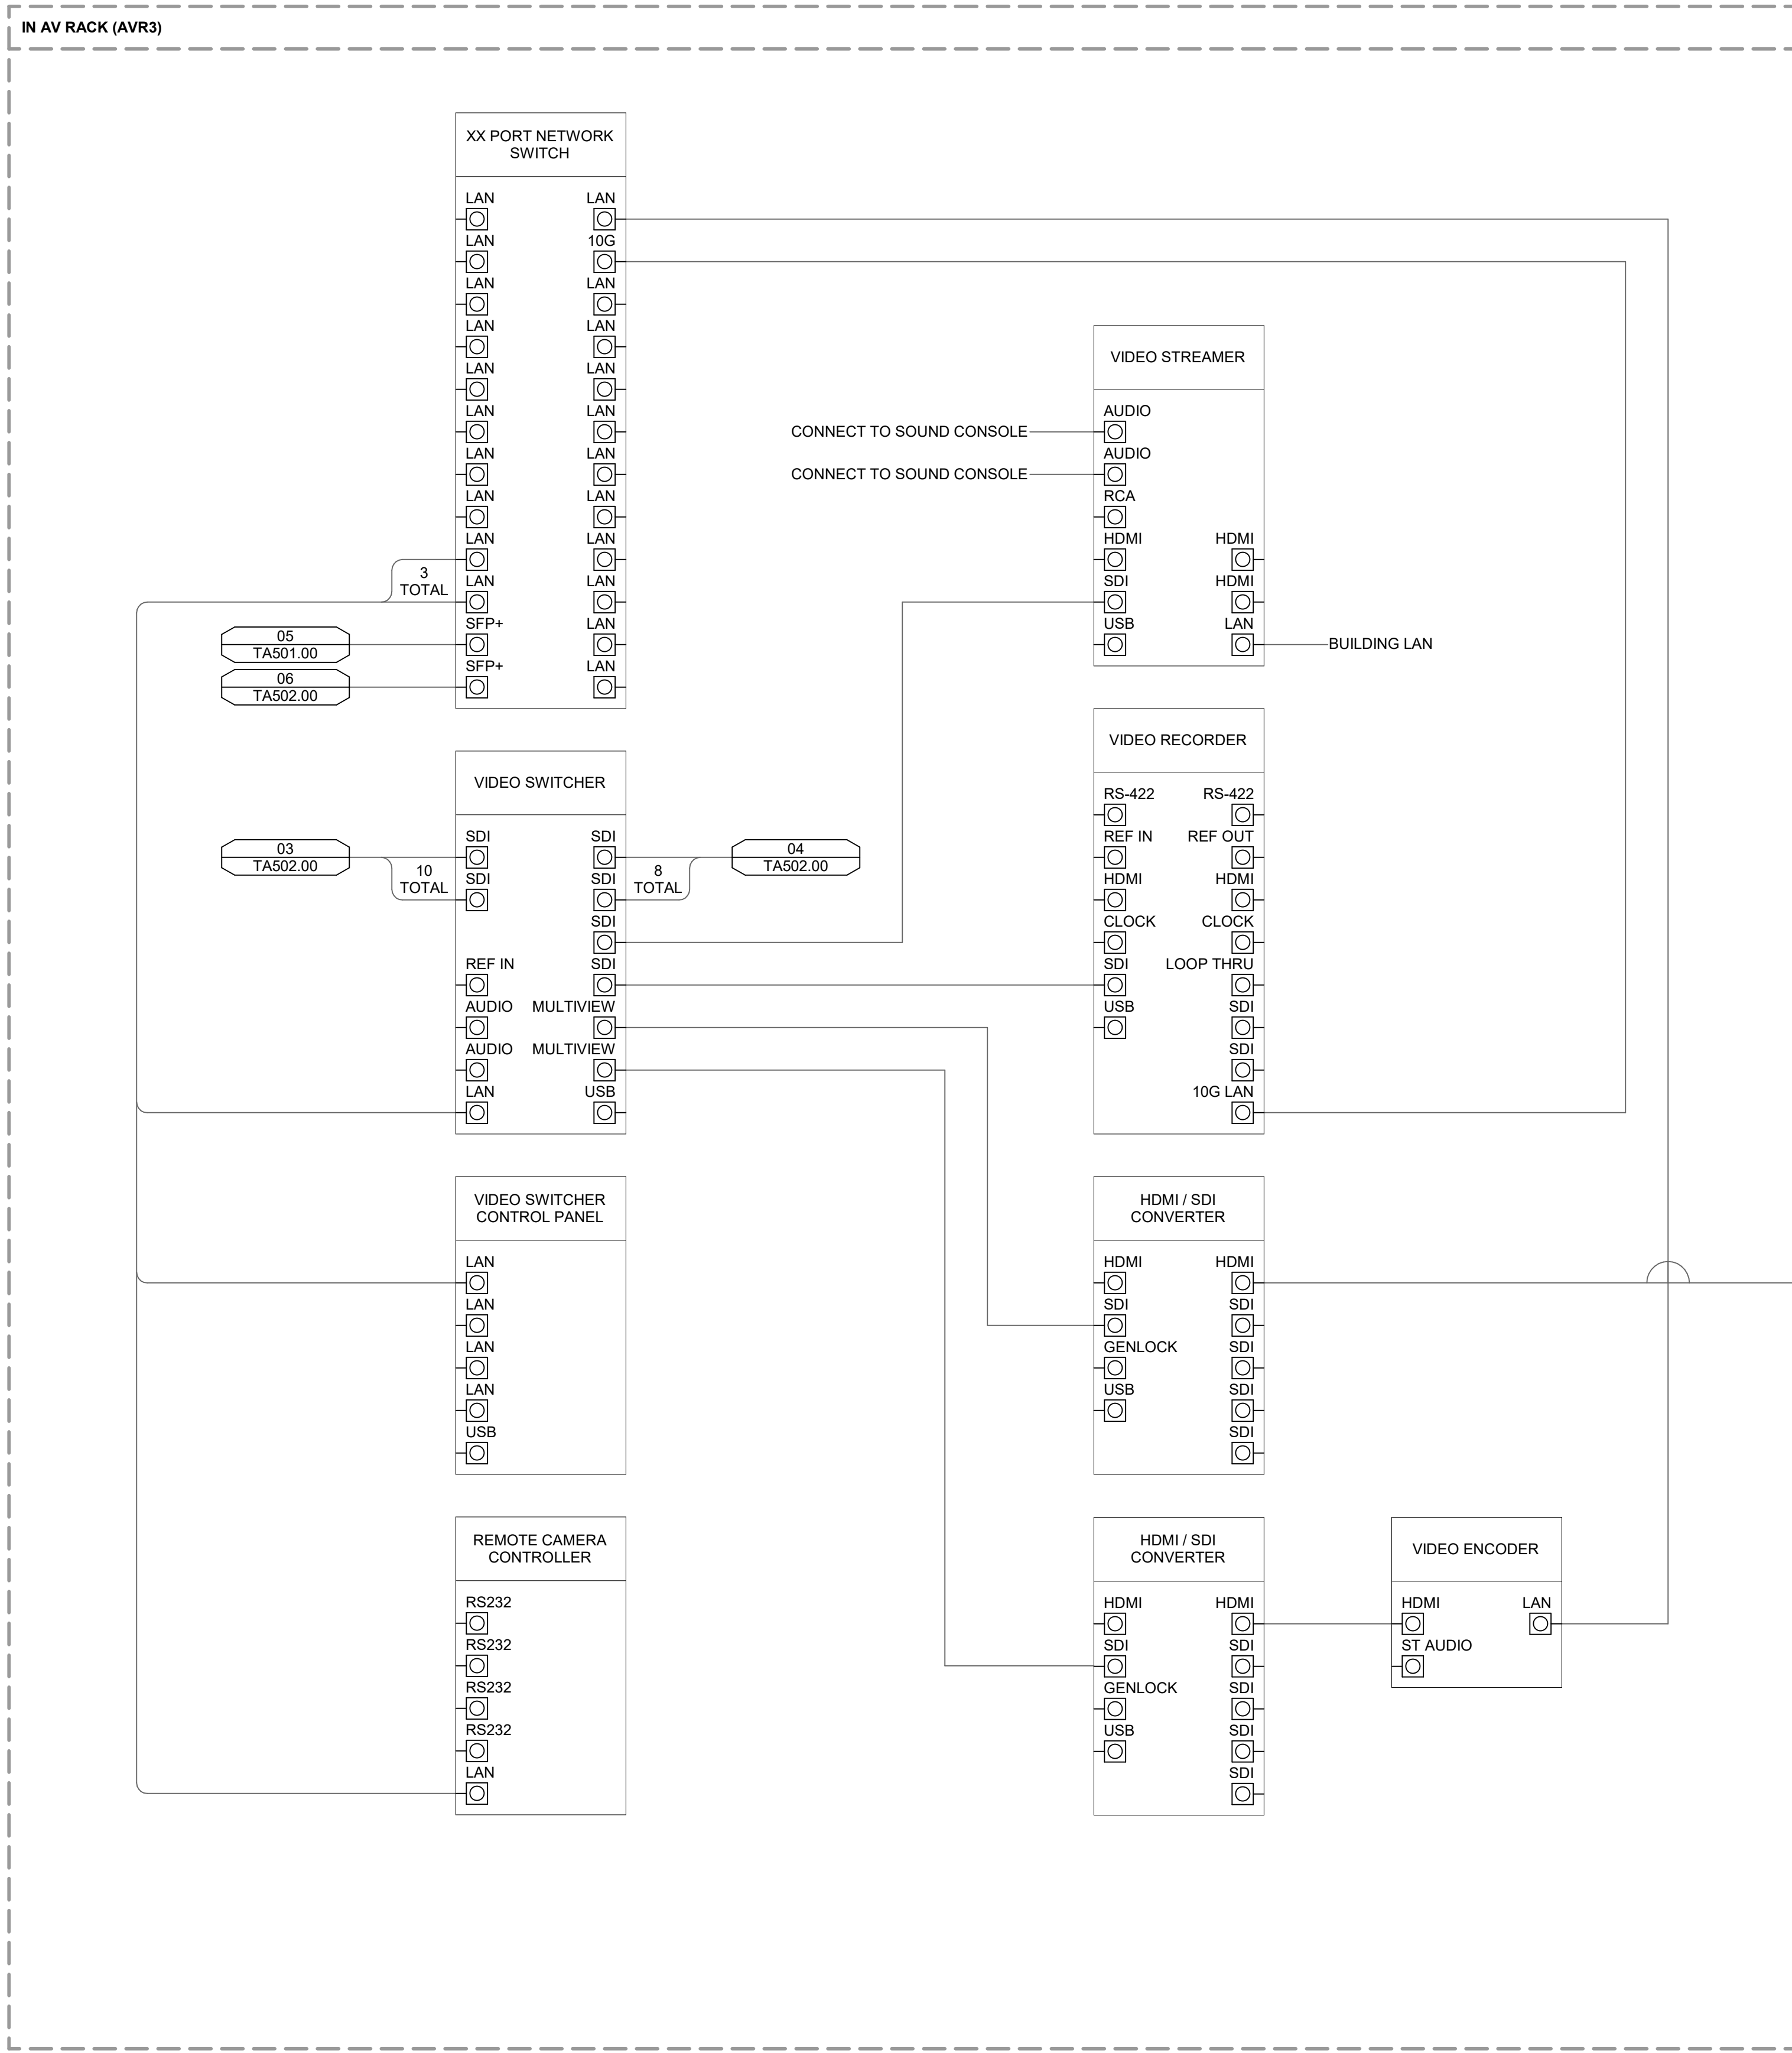 IN AV RACK (AVR3)
XX PORT NETWORK
SWITCH
LAN LAN
LAN 10G
LAN LAN
LAN LAN
LAN LAN
LAN LAN
LAN LAN
LAN LAN
LAN LAN
3
TOTAL
LAN LAN
SFP+ LAN
05
TA501.00
SFP+ LAN
06
TA502.00
VIDEO STREAMER
AUDIO
CONNECT TO SOUND CONSOLE
AUDIO
CONNECT TO SOUND CONSOLE
RCA
HDMI HDMI
SDI HDMI
USB LAN
BUILDING LAN
VIDEO SWITCHER
SDI SDI
03
TA502.00
04
TA502.00
10
TOTAL
8
TOTAL
SDI SDI
SDI
REF IN SDI
AUDIO MULTIVIEW
AUDIO MULTIVIEW
LAN USB
VIDEO RECORDER
RS-422 RS-422
REF IN REF OUT
HDMI HDMI
CLOCK CLOCK
SDI LOOP THRU
USB SDI
SDI
10G LAN
VIDEO SWITCHER
CONTROL PANEL
LAN
LAN
LAN
LAN
USB
HDMI / SDI
CONVERTER
HDMI HDMI
SDI SDI
GENLOCK SDI
USB SDI
SDI
REMOTE CAMERA
CONTROLLER
RS232
RS232
RS232
RS232
LAN
HDMI / SDI
CONVERTER
HDMI HDMI
SDI SDI
GENLOCK SDI
USB SDI
SDI
VIDEO ENCODER
HDMI LAN
ST AUDIO